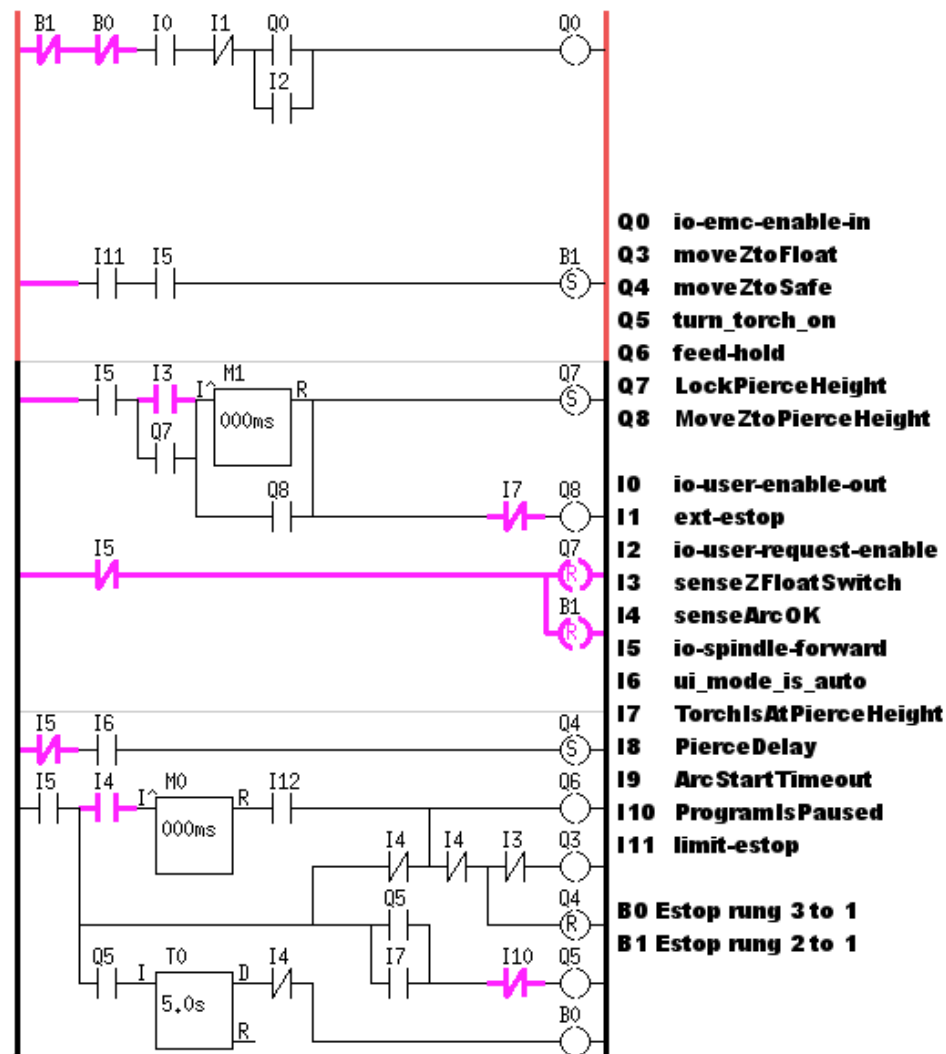 B1 B0 I0 I1 Q0 Q0
I2
Q0 io-emc-enable-in
Q3 moveZtoFloat
I11 I5 B1
S
Q4 moveZtoSafe
Q5 turn_torch_on
Q6 feed-hold
I5 I3 M1 Q7
I^ R S
000ms
Q7 LockPierceHeight
Q7
Q8 MoveZtoPierceHeight
Q8 I7 Q8
I0 io-user-enable-out
I1 ext-estop
I5 Q7
R
I2 io-user-request-enable
I3 senseZFloatSwitch
B1
R
I4 senseArcOK
I5 io-spindle-forward
I6 ui_mode_is_auto
I7 TorchIsAtPierceHeight
I5 I6 Q4
S
I8 PierceDelay
I5 I4 M0 I12 Q6
I^ R
000ms
I9 ArcStartTimeout
I10 ProgramIsPaused
I4 I4 I3 Q3
I11 limit-estop
Q5 Q4
R
B0 Estop rung 3 to 1
B1 Estop rung 2 to 1
Q5 T0 I4 I7 I10 Q5
I D
5.0s
R
B0